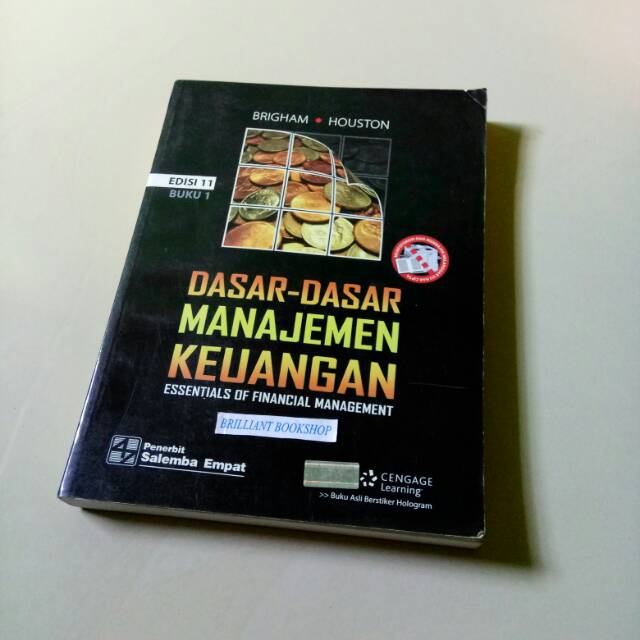 BRIGHAM • HOUSTON
EDISI 11
BUKU 1
DASAR-DASAR
MANAJEMEN
KEUANGAN
ESSENTIALS OF FINANCIAL MANAGEMENT
BRILLIANT BOOKSHOP
Penerbit
Salemba Empat
CENGAGE
Learning™
>> Buku Asli Berstiker Hologram